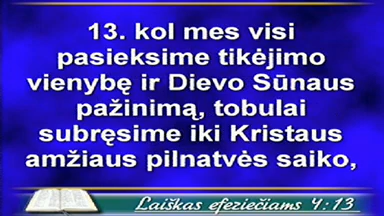 13. kol mes visi
pasieksime tikėjimo
vienybę ir Dievo Sūnaus
pažinimą, tobulai
subręsime iki Kristaus
amžiaus pilnatvės saiko,
Laiškas efeziečiams 4:13